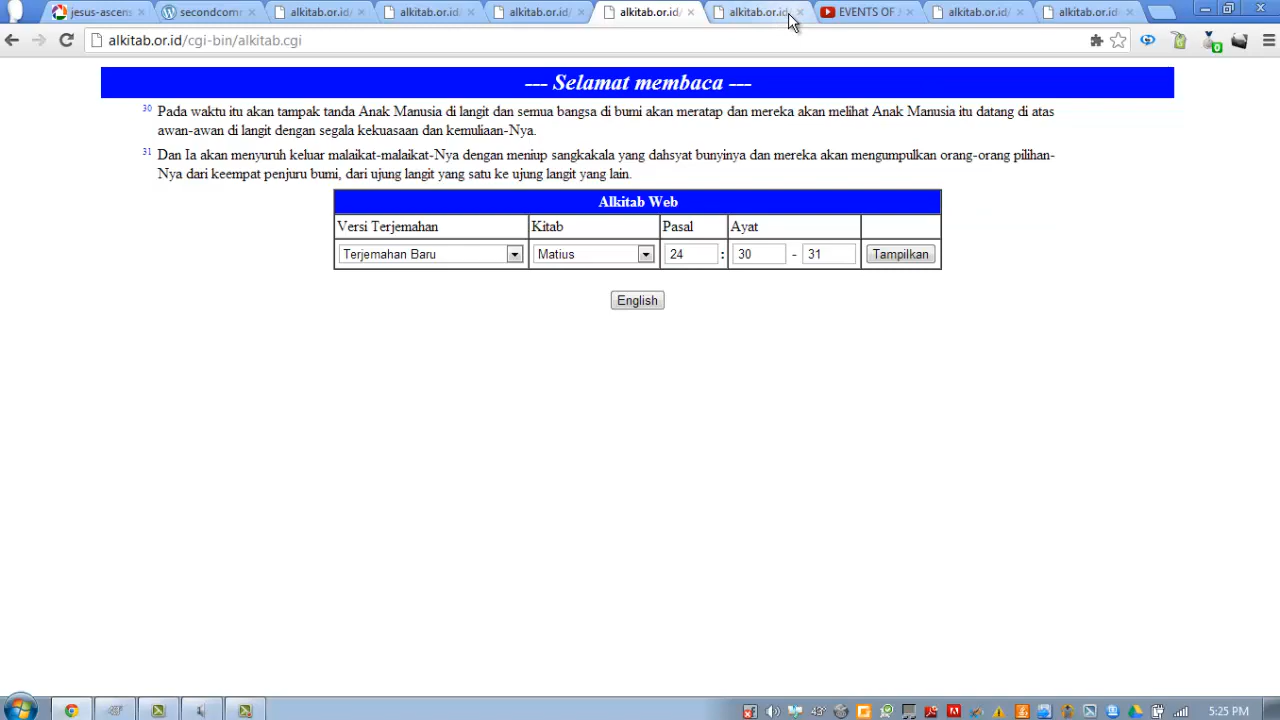 jesus-ascens
secondcomm
alkitab.or.id/
alkitab.or.id/
alkitab.or.id/
alkitab.or.id/
alkitab.or.id
EVENTS OF
alkitab.or.id/
alkitab.or.id/
alkitab.or.id/cgi-bin/alkitab.cgi
--- Selamat membaca ---
30 Pada waktu itu akan tampak tanda Anak Manusia di langit dan semua bangsa di bumi akan meratap dan mereka akan melihat Anak Manusia itu datang di atas
awan-awan di langit dengan segala kekuasaan dan kemuliaan-Nya.
31 Dan Ia akan menyuruh keluar malaikat-malaikat-Nya dengan meniup sangkakala yang dahsyat bunyinya dan mereka akan mengumpulkan orang-orang pilihan-
Nya dari keempat penjuru bumi, dari ujung langit yang satu ke ujung langit yang lain.
Alkitab Web
Versi Terjemahan Kitab Pasal Ayat
Terjemahan Baru Matius 24 : 30 - 31 Tampilkan
English
5:25 PM